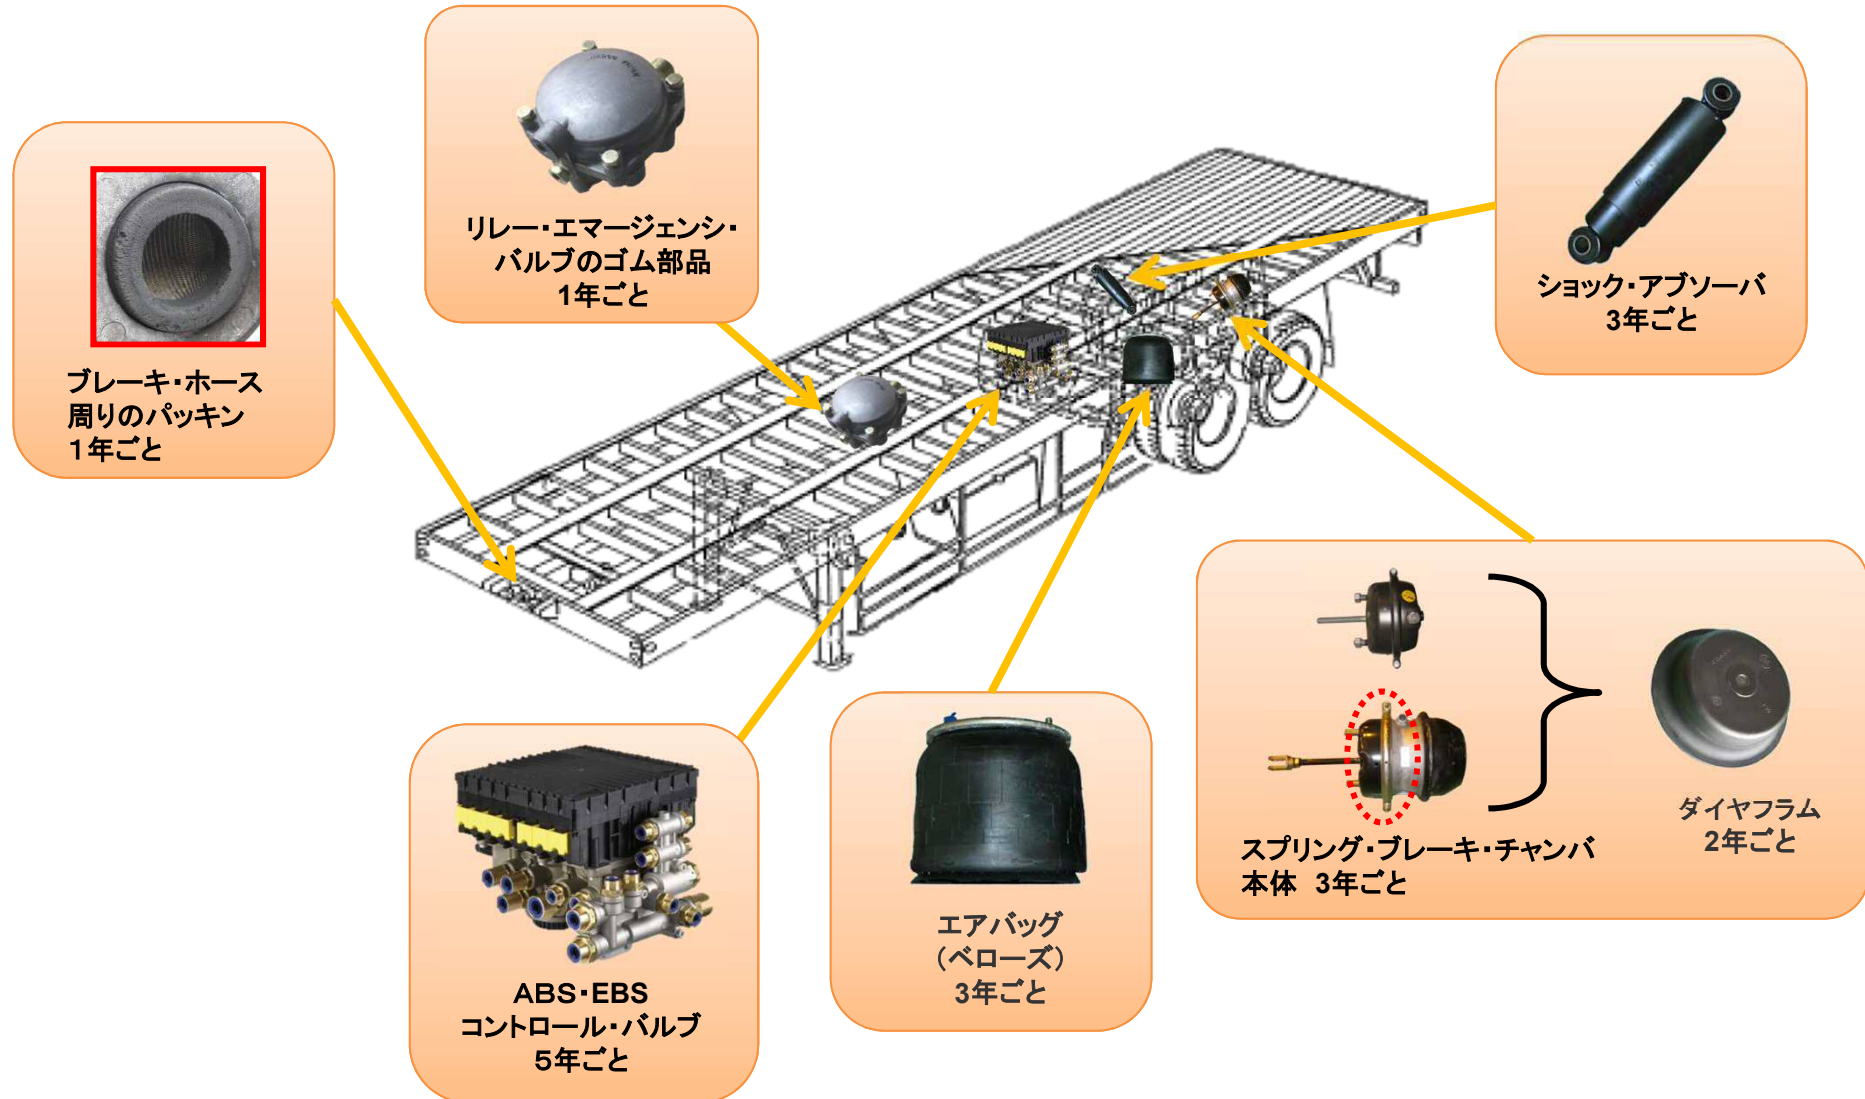 リレー・エマージェンシ・
バルブのゴム部品
1年ごと
ブレーキ・ホース
周りのパッキン
１年ごと
ショック・アブソーバ
3年ごと
ABS・EBS
コントロール・バルブ
５年ごと
エアバッグ
（ベローズ）
3年ごと
スプリング・ブレーキ・チャンバ
本体　3年ごと
ダイヤフラム
2年ごと